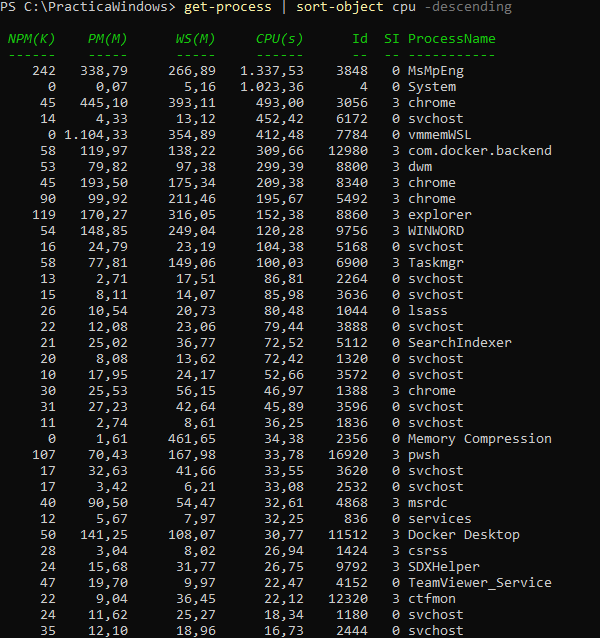 PS C:\PracticaWindows> get-process | sort-object cpu -descending
NPM(K) PM(M) WS(M) CPU(s) Id SI ProcessName
------ ----- ----- ------ -- -- -----------
242 338,79 266,89 1.337,53 3848 0 MsMpEng
0 0,07 5,16 1.023,36 4 0 System
45 445,10 393,11 493,00 3056 3 chrome
14 4,33 13,12 452,42 6172 0 svchost
0 1.104,33 354,89 412,48 7784 0 vmmemWSL
58 119,97 138,22 309,66 12980 3 com.docker.backend
53 79,82 97,38 299,39 8800 3 dwm
45 193,50 175,34 209,38 8340 3 chrome
90 99,92 211,46 195,67 5492 3 chrome
119 170,27 316,05 152,38 8860 3 explorer
54 148,85 249,04 120,28 9756 3 WINWORD
16 24,79 23,19 104,38 5168 0 svchost
58 77,81 149,06 100,03 6900 3 Taskmgr
13 2,71 17,51 86,81 2264 0 svchost
15 8,11 14,07 85,98 3636 0 svchost
26 10,54 20,73 80,48 1044 0 lsass
22 12,08 23,06 79,44 3888 0 svchost
21 25,02 36,77 72,52 5112 0 SearchIndexer
20 8,08 13,62 72,42 1320 0 svchost
10 17,95 24,17 52,66 3572 0 svchost
30 25,53 56,15 46,97 1388 3 chrome
31 27,23 42,64 45,89 3596 0 svchost
11 2,74 8,61 36,25 1836 0 svchost
0 1,61 461,65 34,38 2356 0 Memory Compression
107 70,43 167,98 33,78 16920 3 pwsh
17 32,63 41,66 33,55 3620 0 svchost
17 3,42 6,21 33,08 2532 0 svchost
40 90,50 54,47 32,61 4868 3 msrdc
12 5,67 7,97 32,25 836 0 services
50 141,25 108,07 30,77 11512 3 Docker Desktop
28 3,04 8,02 26,94 1424 3 csrss
24 15,68 31,77 26,75 9792 3 SDXHelper
47 19,70 9,97 22,47 4152 0 TeamViewer_Service
22 9,04 36,45 22,12 12320 3 ctfmon
24 11,62 25,27 18,34 1180 0 svchost
35 12,10 18,96 16,73 2444 0 svchost